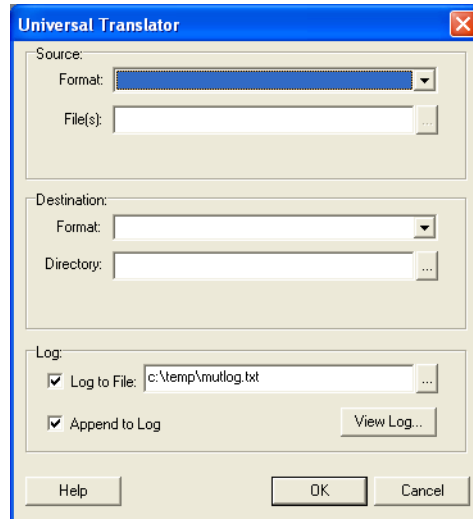 Universal Translator
Source:
Format:
File(s):
...
Destination:
Format:
Directory:
...
Log:
Log to File: c:\temp\mutlog.txt
...
Append to Log
View Log...
Help
OK
Cancel